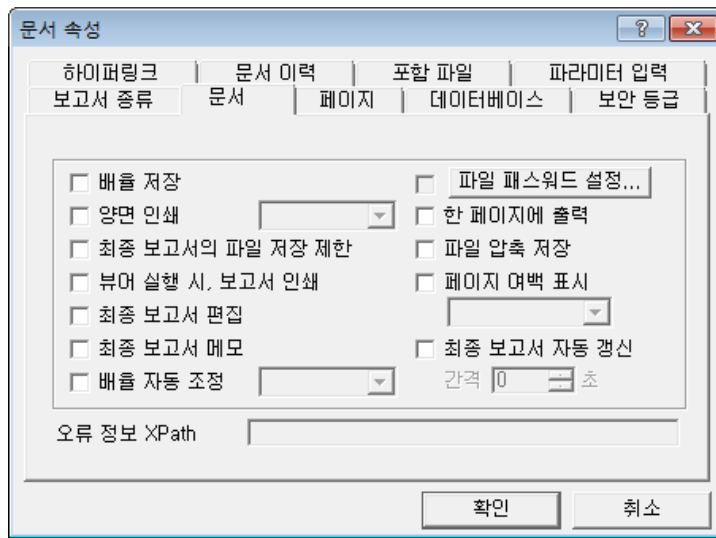 문서 속성
하이퍼링크 문서 이력 포함 파일 파라미터 입력
보고서 종류 문서 페이지 데이터베이스 보안 등급
배율 저장 파일 패스워드 설정...
양면 인쇄 한 페이지에 출력
최종 보고서의 파일 저장 제한 파일 압축 저장
뷰어 실행 시, 보고서 인쇄 페이지 여백 표시
최종 보고서 편집
최종 보고서 메모 최종 보고서 자동 갱신
배율 자동 조정 간격 0 초
오류 정보 XPath
확인 취소